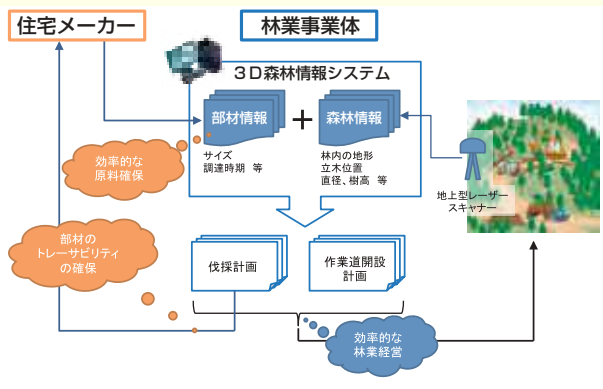 住宅メーカー
林業事業体
３Ｄ森林情報システム
部材情報
＋
森林情報
サイズ
調達時期 等
林内の地形
立木位置
直径、樹高 等
地上型レーザー
スキャナー
効率的な
原料確保
部材の
トレーサビリティ
の確保
伐採計画
作業道開設
計画
効率的な
林業経営